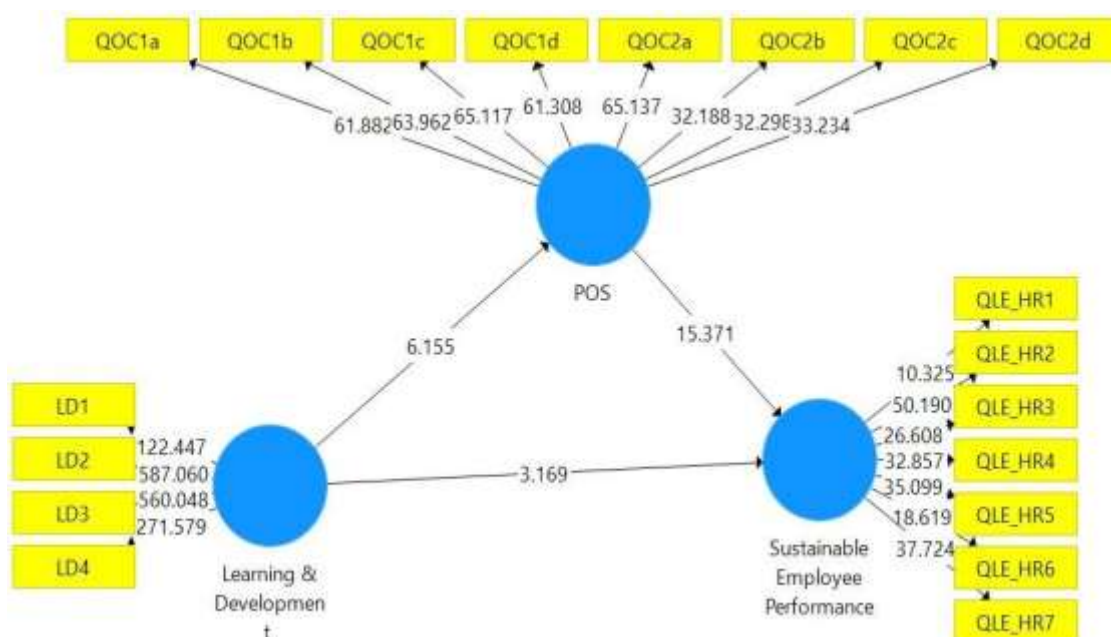 QOC1a QOC1b QOC1c QOC1d QOC2a QOC2b QOC2c QOC2d
61.882 63.962 65.117 61.308 65.137 32.188 32.298 33.234
POS
6.155
15.371
3.169
LD1
LD2
LD3
LD4
122.447
587.060
560.048
271.579
Learning &
Developmen
t
Sustainable
Employee
Performance
10.325
50.190
26.608
32.857
35.099
18.619
37.724
QLE_HR1
QLE_HR2
QLE_HR3
QLE_HR4
QLE_HR5
QLE_HR6
QLE_HR7